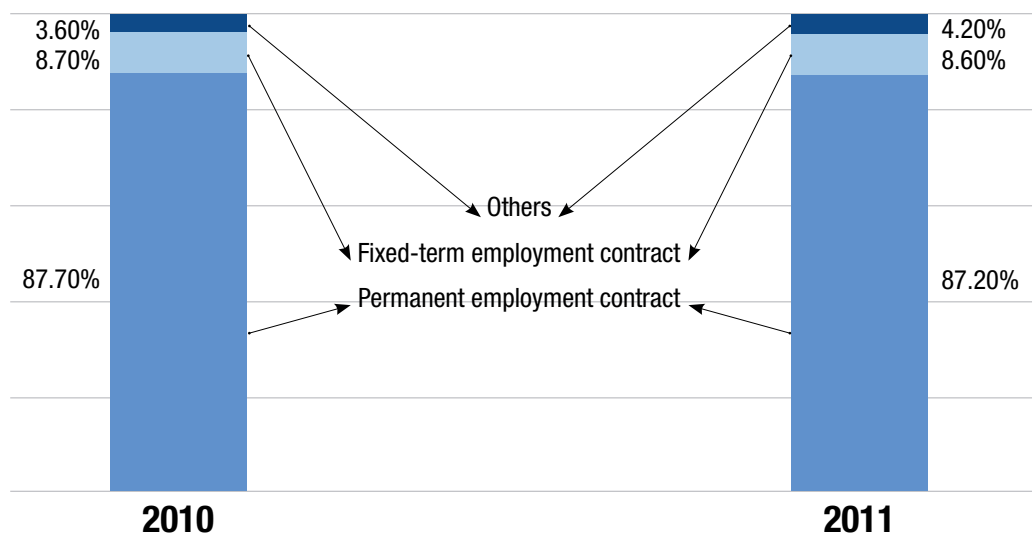 3.60%
8.70%
4.20%
8.60%
Others
Fixed-term employment contract
87.70%
87.20%
Permanent employment contract
2010
2011